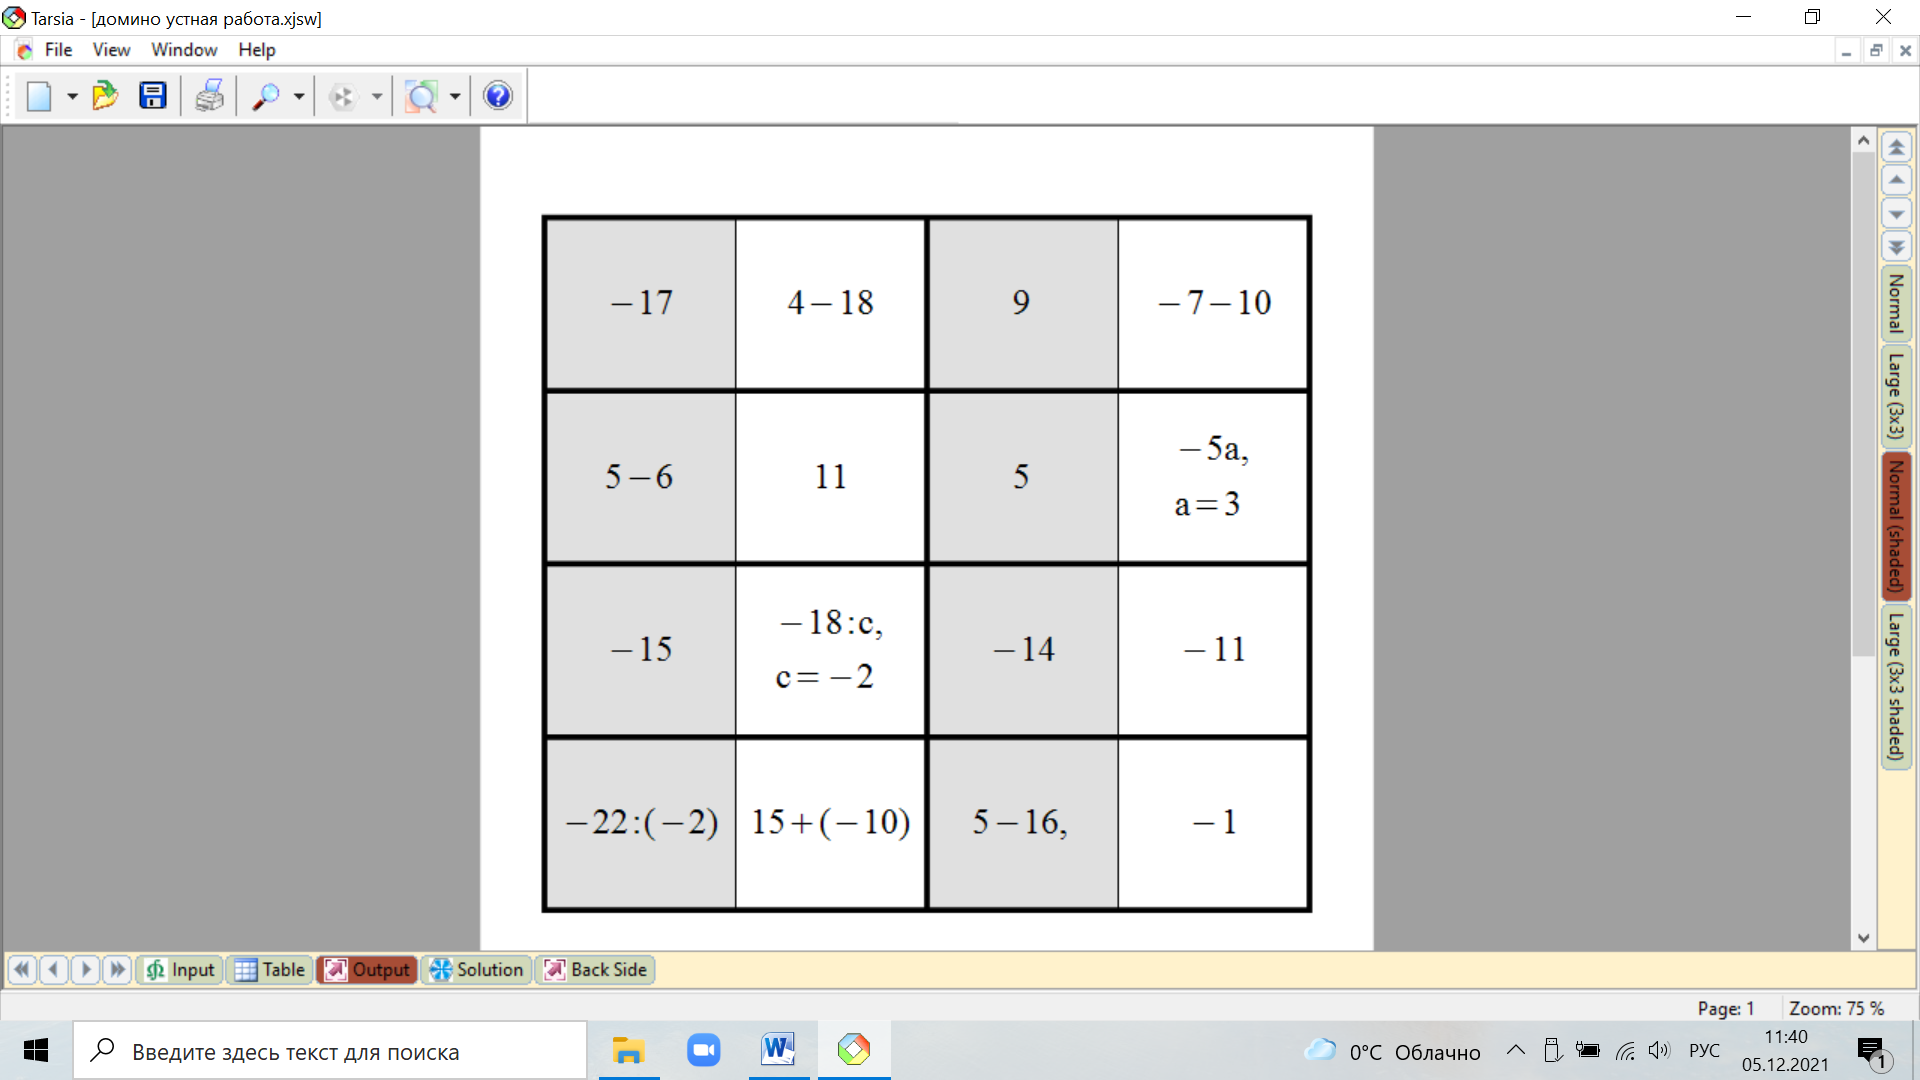 Tarsia - [домино устная работа.xjsw]
File View Window Help
−17 4−18 9 −7−10
5−6 11 5 −5a,
a=3
−15 −18:c,
c=−2 −14 −11
−22:(−2) 15+(−10) 5−16, −1
Normal
Large (3x3)
Normal (shaded)
Large (3x3 shaded)
Input Table Output Solution Back Side
Page: 1 Zoom: 75 %
Введите здесь текст для поиска
0°C Облачно
РУС
11:40
05.12.2021
1